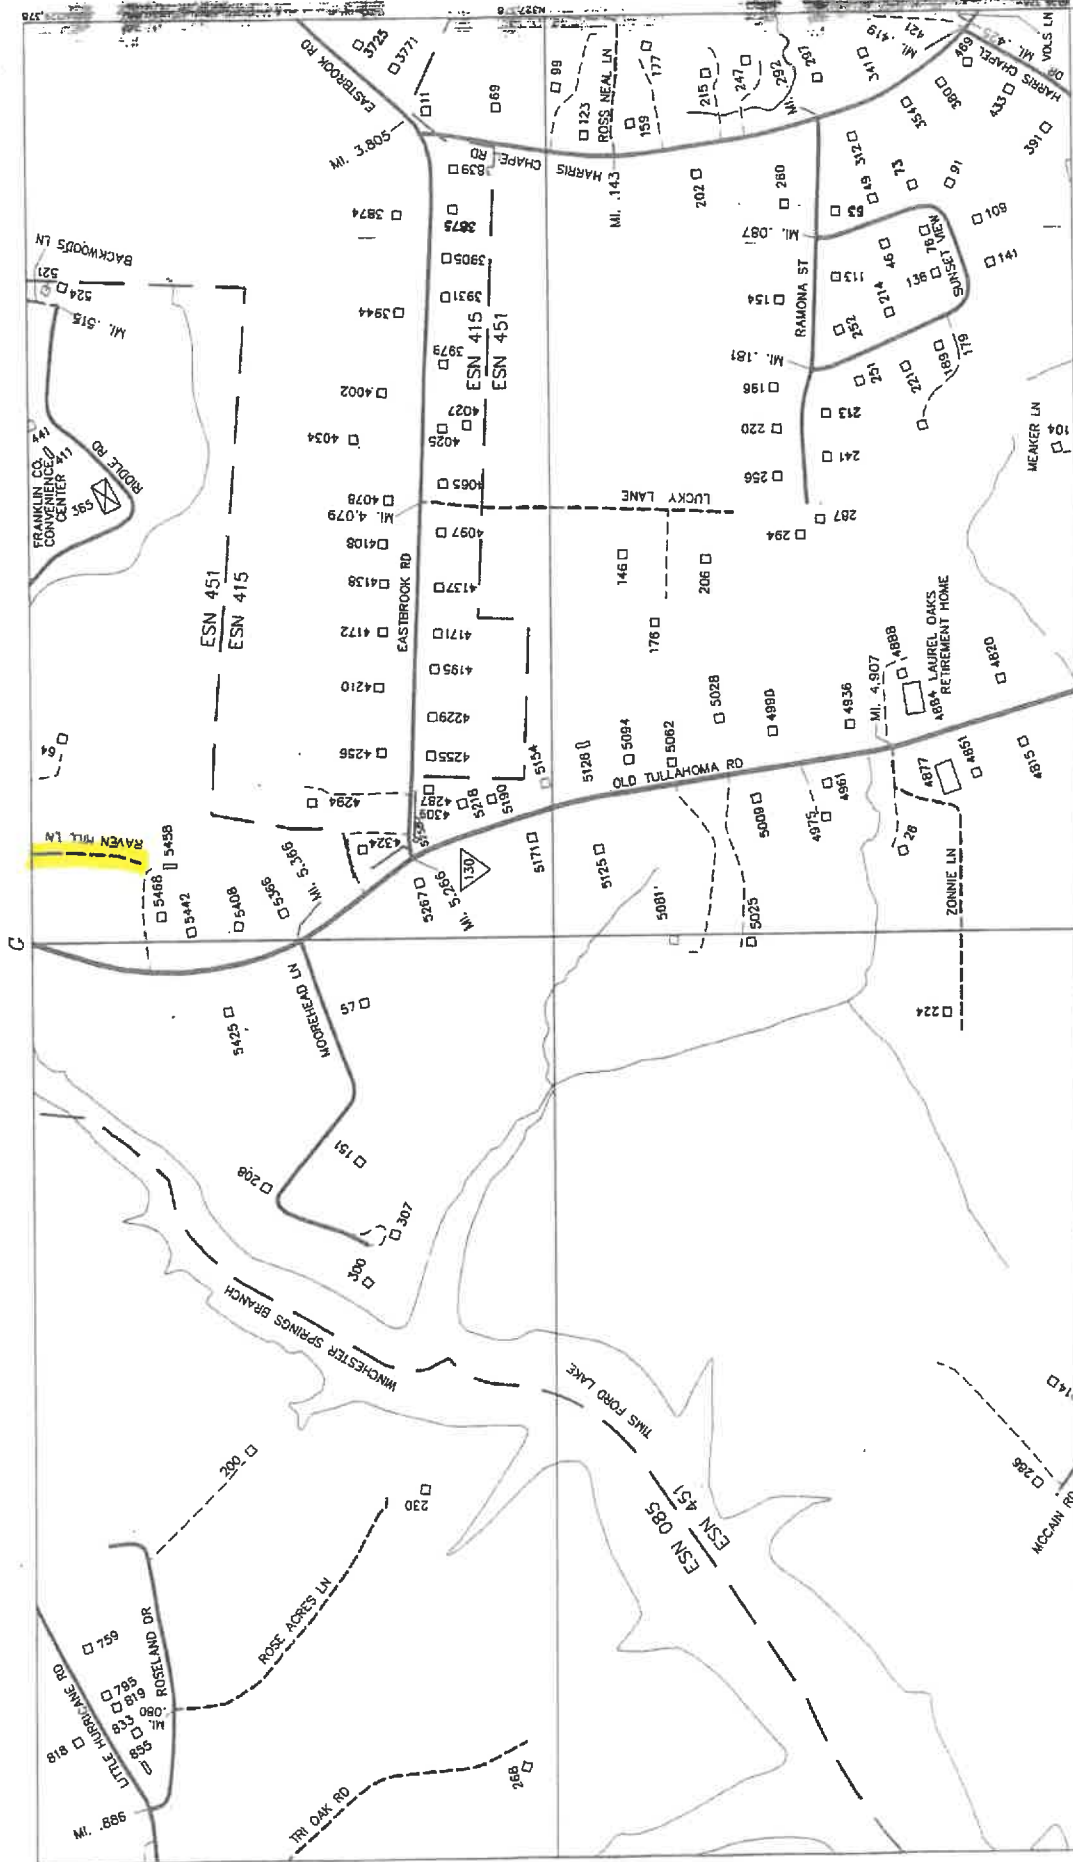 G
RAVEN HILL LN
64
5458
5468
5442
5408
5366
MI. 5.366
5425
MOOREHEAD LN
57
151
208
307
300
WINCHESTER SPRINGS BRANCH
TIMS FORD LAKE
ESN 085
ESN 451
FRANKLIN CO.
CONVENIENCE
CENTER
441
411
365
RIDDLE RD
MI. .515
521
524
BACKWOODS LN
ESN 451
ESN 415
EASTBROOK RD
3725
3771
11
69
MI. 3.805
839
HARRIS CHAPEL RD
3874
3875
3905
3931
3944
3979
ESN 415
ESN 451
4002
4027
4025
4034
4065
4078
MI. 4.079
4097
4108
4138
4137
4172
4171
4195
4210
4229
4256
4255
4294
4287
4309
4324
EASTBROOK RD
LUCKY LANE
146
176
206
5218
5190
5154
MI. 5.266
5267
130
5171
5125
5128
5094
5062
5028
4990
4936
OLD TULLAHOMA RD
5081
5025
5009
4975
4961
MI. 4.907
4888
4884 LAUREL OAKS
RETIREMENT HOME
4877
4851
4820
4815
28
ZONNIE LN
224
99
123
ROSS NEAL LN
MI. .143
159
177
202
215
247
292
297
260
MI. .087
RAMONA ST
154
MI. .181
196
220
256
294
287
241
213
113
53
49
312
341
354
380
469
433
391
MI. .419
421
MI. .425
VOLS LN
HARRIS CHAPEL
DR
73
91
109
141
76
46
136
214
252
SUNSET VIEW
251
221
189
179
MEAKER LN
104
LITTLE HURRICANE RD
759
795
819
833
855
818
MI. .080
ROSELAND DR
MI. .886
200
230
ROSE ACRES LN
TRI OAK RD
268
286
MCCAIN RD